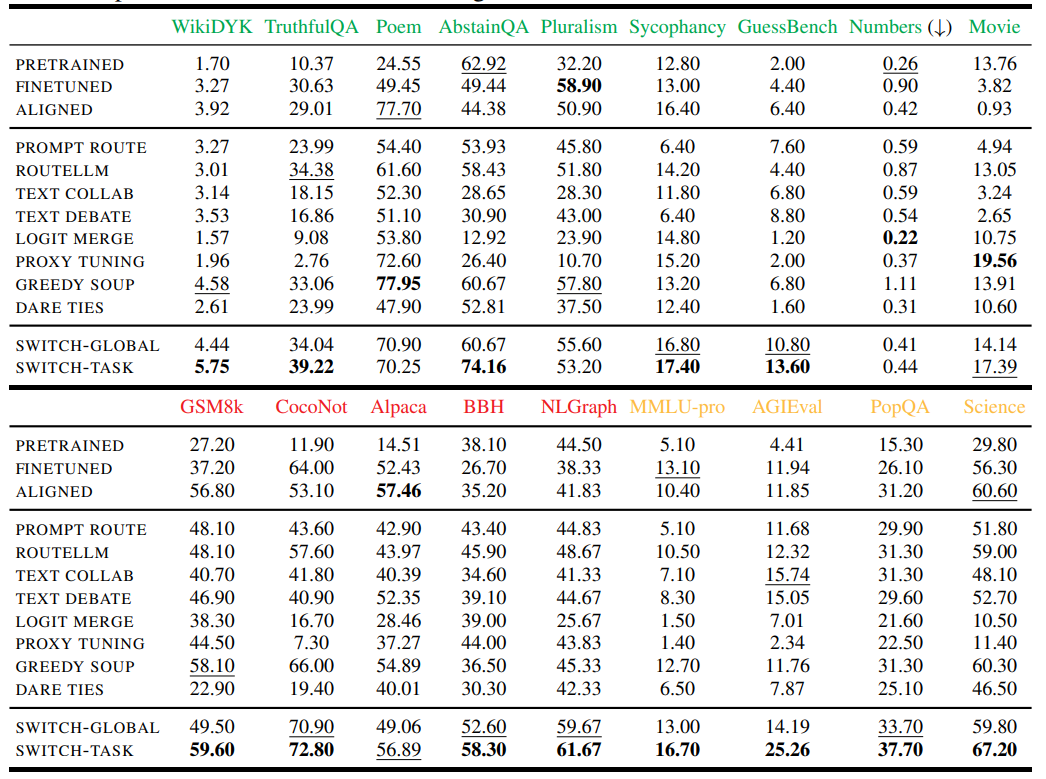 WikiDYK TruthfulQA Poem AbstainQA Pluralism Sycophancy GuessBench Numbers (↓) Movie
PRETRAINED 1.70 10.37 24.55 62.92 32.20 12.80 2.00 0.26 13.76
FINETUNED 3.27 30.63 49.45 49.44 58.90 13.00 4.40 0.90 3.82
ALIGNED 3.92 29.01 77.70 44.38 50.90 16.40 6.40 0.42 0.93
PROMPT ROUTE 3.27 23.99 54.40 53.93 45.80 6.40 7.60 0.59 4.94
ROUTELLM 3.01 34.38 61.60 58.43 51.80 14.20 4.40 0.87 13.05
TEXT COLLAB 3.14 18.15 52.30 28.65 28.30 11.80 6.80 0.59 3.24
TEXT DEBATE 3.53 16.86 51.10 30.90 43.00 6.40 8.80 0.54 2.65
LOGIT MERGE 1.57 9.08 53.80 12.92 23.90 14.80 1.20 0.22 10.75
PROXY TUNING 1.96 2.76 72.60 26.40 10.70 15.20 2.00 0.37 19.56
GREEDY SOUP 4.58 33.06 77.95 60.67 57.80 13.20 6.80 1.11 13.91
DARE TIES 2.61 23.99 47.90 52.81 37.50 12.40 1.60 0.31 10.60
SWITCH-GLOBAL 4.44 34.04 70.90 60.67 55.60 16.80 10.80 0.41 14.14
SWITCH-TASK 5.75 39.22 70.25 74.16 53.20 17.40 13.60 0.44 17.39
GSM8k CocoNot Alpaca BBH NLGraph MMLU-pro AGIEval PopQA Science
PRETRAINED 27.20 11.90 14.51 38.10 44.50 5.10 4.41 15.30 29.80
FINETUNED 37.20 64.00 52.43 26.70 38.33 13.10 11.94 26.10 56.30
ALIGNED 56.80 53.10 57.46 35.20 41.83 10.40 11.85 31.20 60.60
PROMPT ROUTE 48.10 43.60 42.90 43.40 44.83 5.10 11.68 29.90 51.80
ROUTELLM 48.10 57.60 43.97 45.90 48.67 10.50 12.32 31.30 59.00
TEXT COLLAB 40.70 41.80 40.39 34.60 41.33 7.10 15.74 31.30 48.10
TEXT DEBATE 46.90 40.90 52.35 39.10 44.67 8.30 15.05 29.60 52.70
LOGIT MERGE 38.30 16.70 28.46 39.00 25.67 1.50 7.01 21.60 10.50
PROXY TUNING 44.50 7.30 37.27 44.00 43.83 1.40 2.34 22.50 11.40
GREEDY SOUP 58.10 66.00 54.89 36.50 45.33 12.70 11.76 31.30 60.30
DARE TIES 22.90 19.40 40.01 30.30 42.33 6.50 7.87 25.10 46.50
SWITCH-GLOBAL 49.50 70.90 49.06 52.60 59.67 13.00 14.19 33.70 59.80
SWITCH-TASK 59.60 72.80 56.89 58.30 61.67 16.70 25.26 37.70 67.20